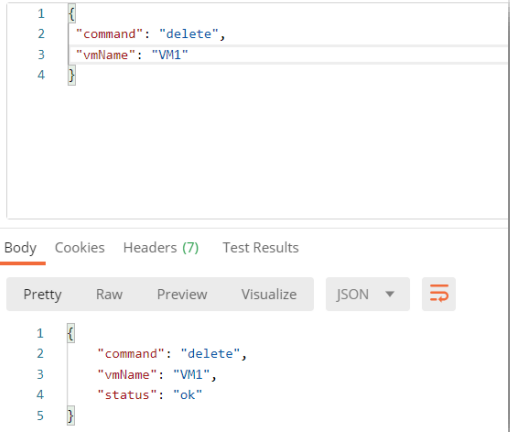 1 {
2 "command": "delete",
3 "vmName": "VM1"
4 }
Body Cookies Headers (7) Test Results
Pretty Raw Preview Visualize JSON
1 {
2 "command": "delete",
3 "vmName": "VM1",
4 "status": "ok"
5 }